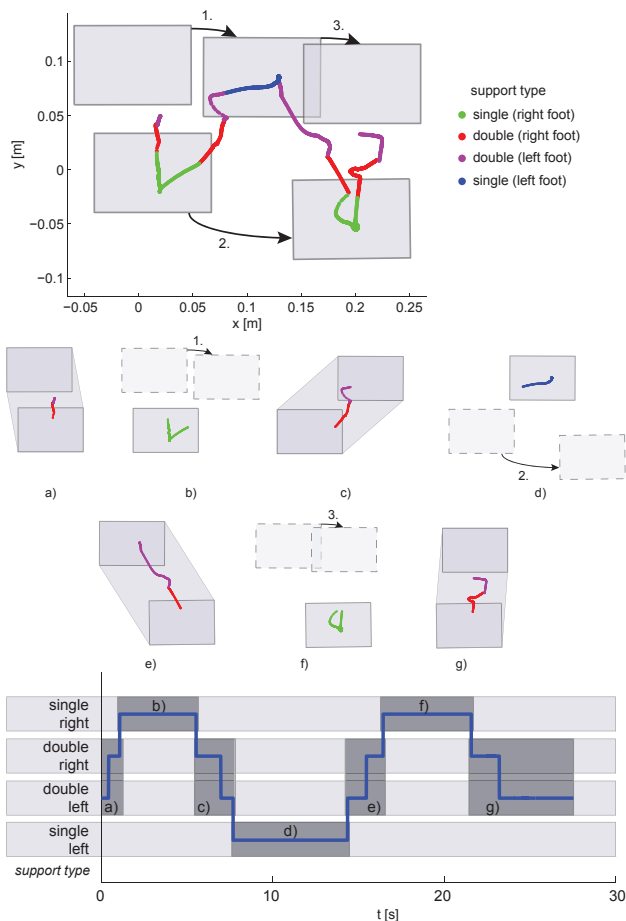 1.
3.
0.1
0.05
0
−0.05
−0.1
y [m]
2.
−0.05
0
0.05
0.1
0.15
0.2
0.25
x [m]
support type
single (right foot)
double (right foot)
double (left foot)
single (left foot)
1.
2.
a)
b)
c)
d)
3.
e)
f)
g)
single
right
double
right
double
left
single
left
support type
b)
f)
a)
c)
e)
g)
d)
0
10
20
30
t [s]